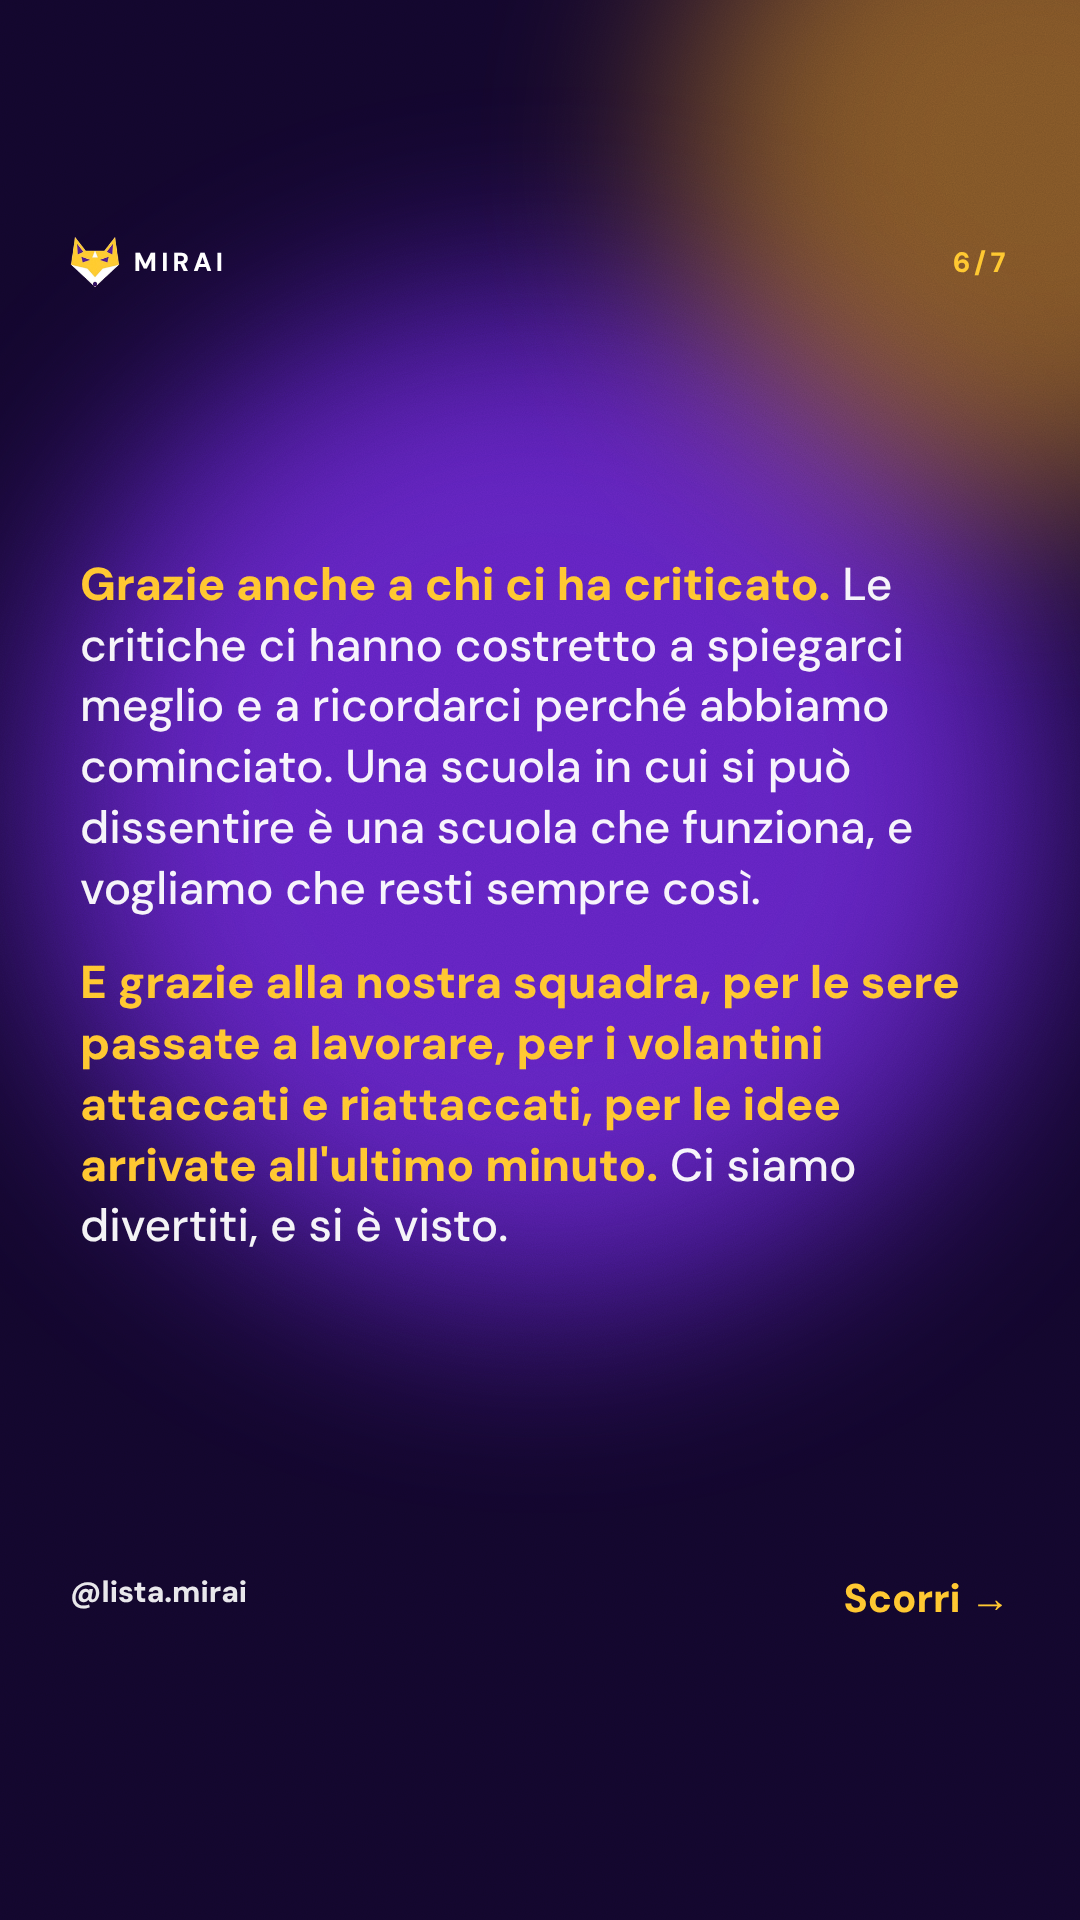 MIRAI
6/7
Grazie anche a chi ci ha criticato. Le
critiche ci hanno costretto a spiegarci
meglio e a ricordarci perché abbiamo
cominciato. Una scuola in cui si può
dissentire è una scuola che funziona, e
vogliamo che resti sempre così.
E grazie alla nostra squadra, per le sere
passate a lavorare, per i volantini
attaccati e riattaccati, per le idee
arrivate all'ultimo minuto. Ci siamo
divertiti, e si è visto.
@lista.mirai
Scorri →